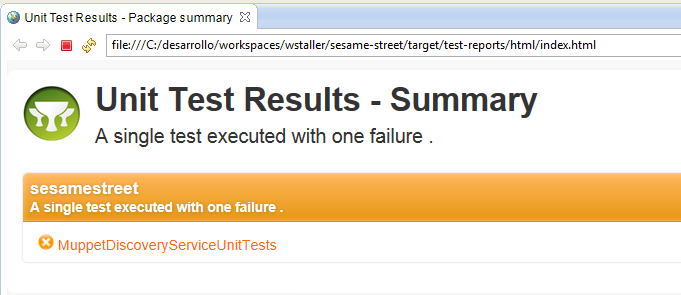 Unit Test Results - Package summary
file:///C:/desarrollo/workspaces/wstaller/sesame-street/target/test-reports/html/index.html
Unit Test Results - Summary
A single test executed with one failure .
sesamestreet
A single test executed with one failure .
MuppetDiscoveryServiceUnitTests